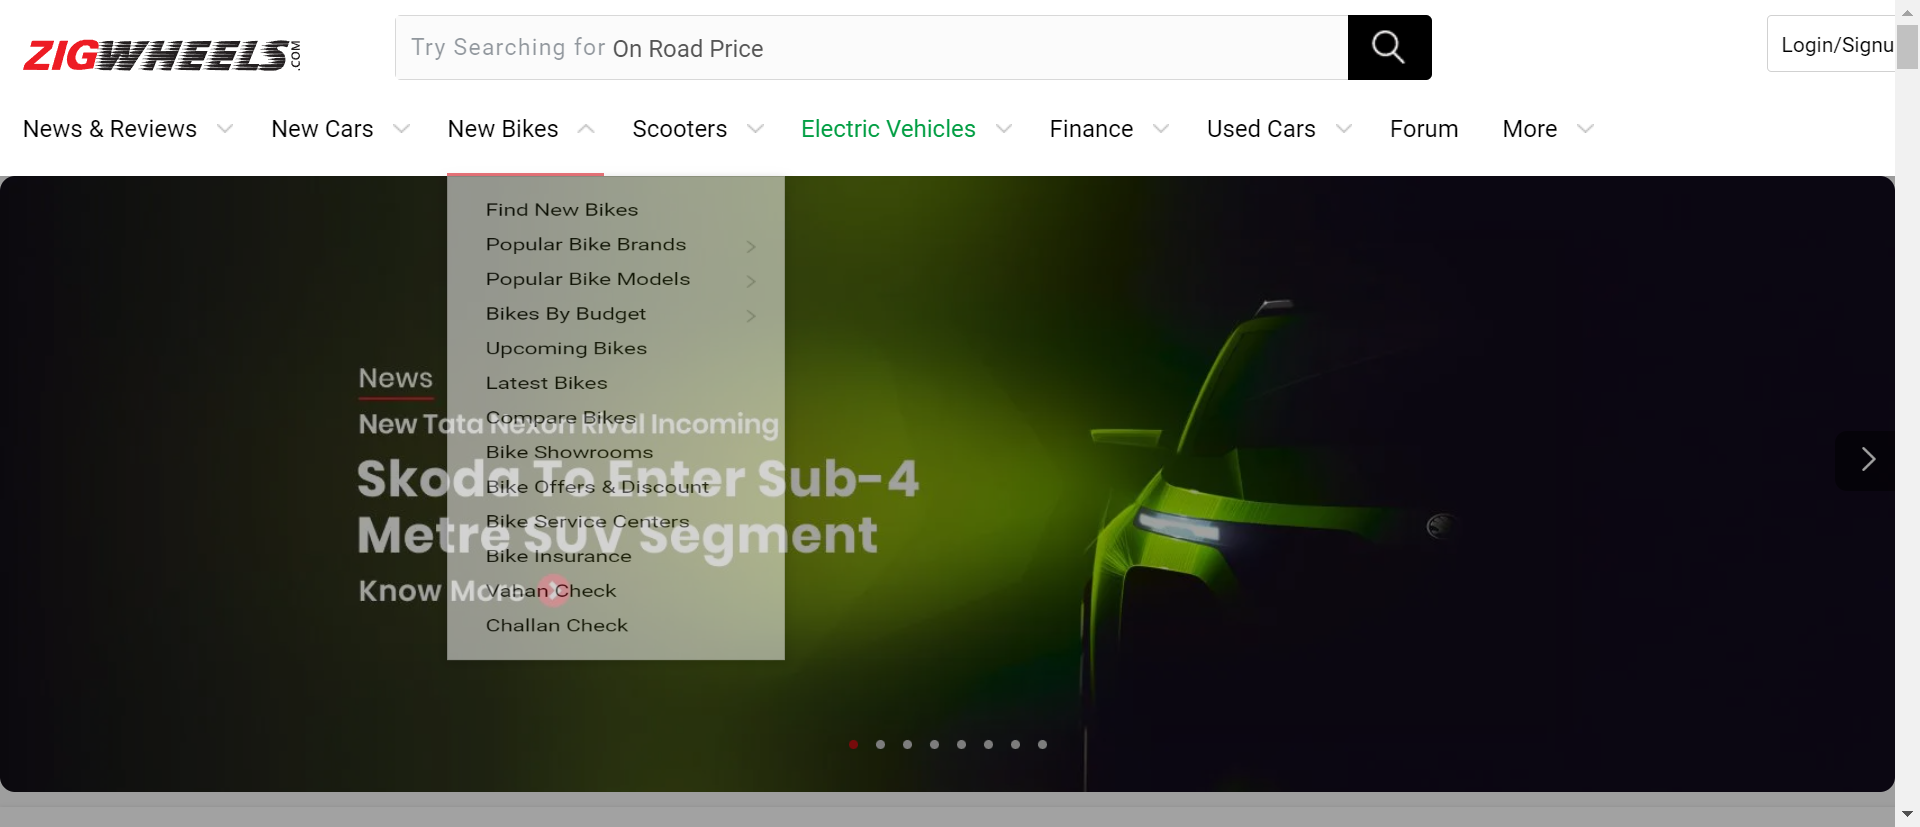 ZIGWHEELS.COM
Try Searching for On Road Price
Login/Signu
News & Reviews
New Cars
New Bikes
Scooters
Electric Vehicles
Finance
Used Cars
Forum
More
Find New Bikes
Popular Bike Brands
Popular Bike Models
Bikes By Budget
Upcoming Bikes
Latest Bikes
Compare Bikes
Bike Showrooms
Bike Offers & Discount
Bike Service Centers
Bike Insurance
Vahan Check
Challan Check
News
New Tata Nexon Rival Incoming
Skoda To Enter Sub-4
Metre SUV Segment
Know More